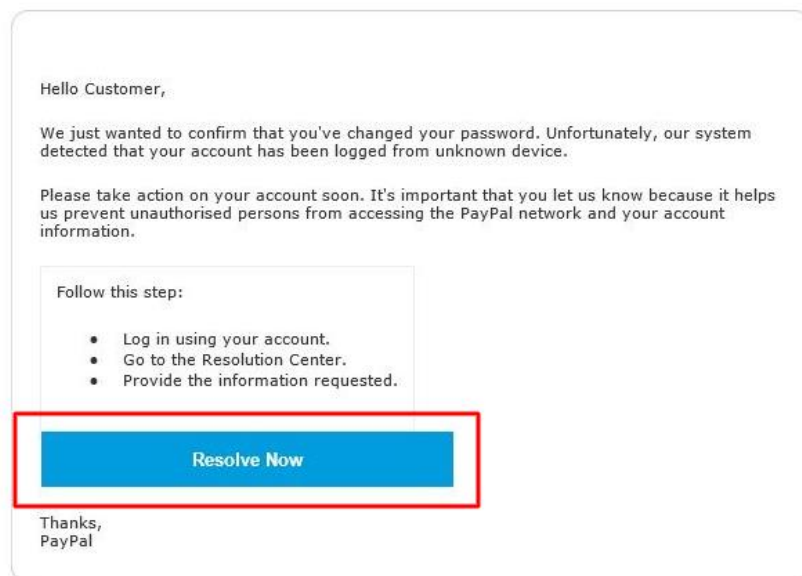 Hello Customer,
We just wanted to confirm that you've changed your password. Unfortunately, our system
detected that your account has been logged from unknown device.
Please take action on your account soon. It's important that you let us know because it helps
us prevent unauthorised persons from accessing the PayPal network and your account
information.
Follow this step:
● Log in using your account.
● Go to the Resolution Center.
● Provide the information requested.
Resolve Now
Thanks,
PayPal